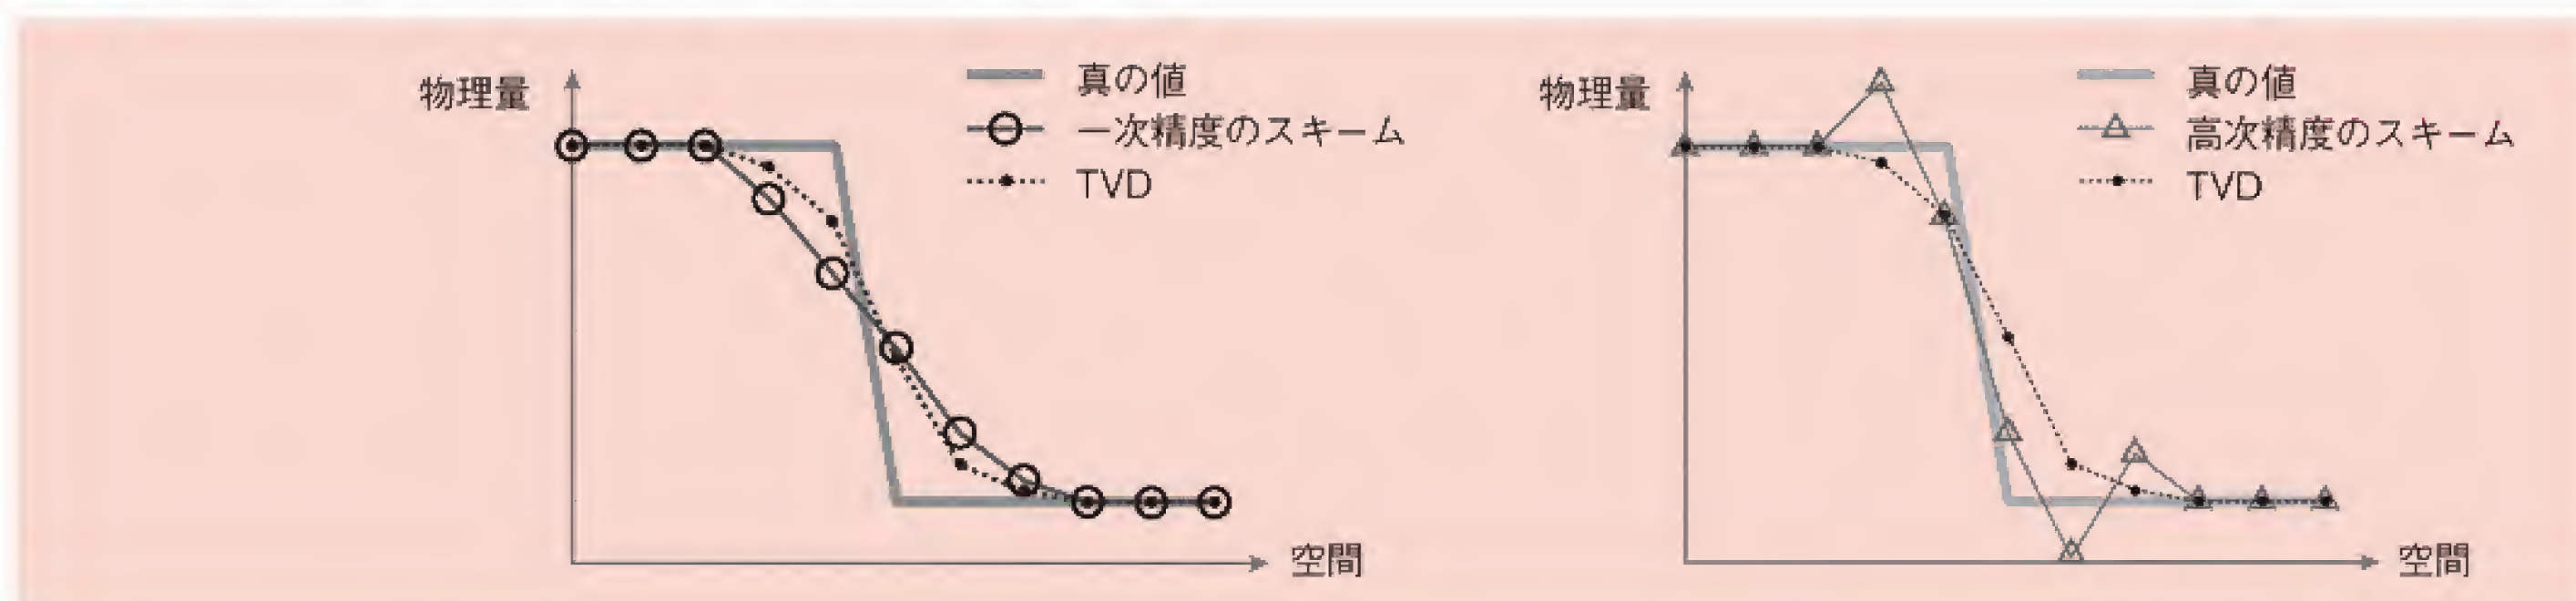 物理量
真の値
一次精度のスキーム
TVD
空間
物理量
真の値
高次精度のスキーム
TVD
空間